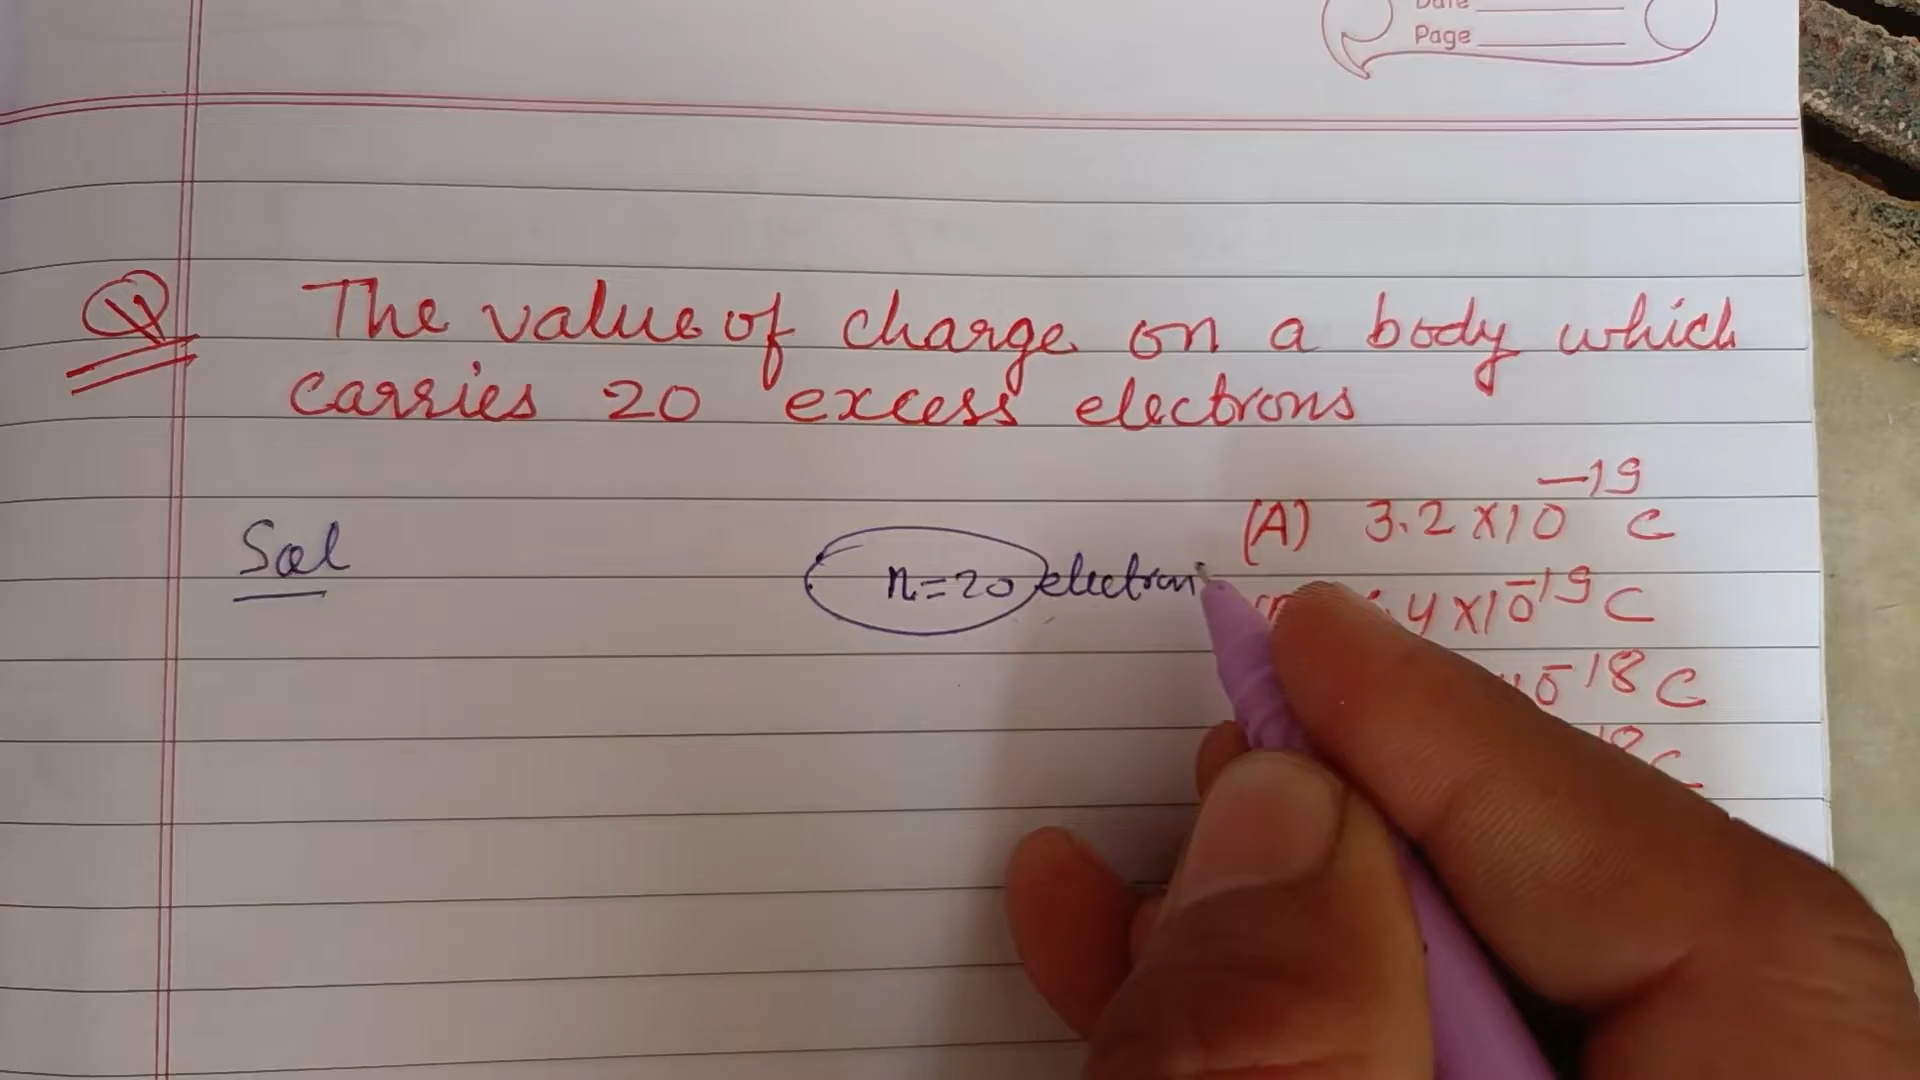 Date
Page
Q The value of charge on a body which
carries 20 excess electrons
Sol
n=20 electron
(A) 3.2 x 10^-19 C
4 x 10^-19 C
10^-18 C
18 C